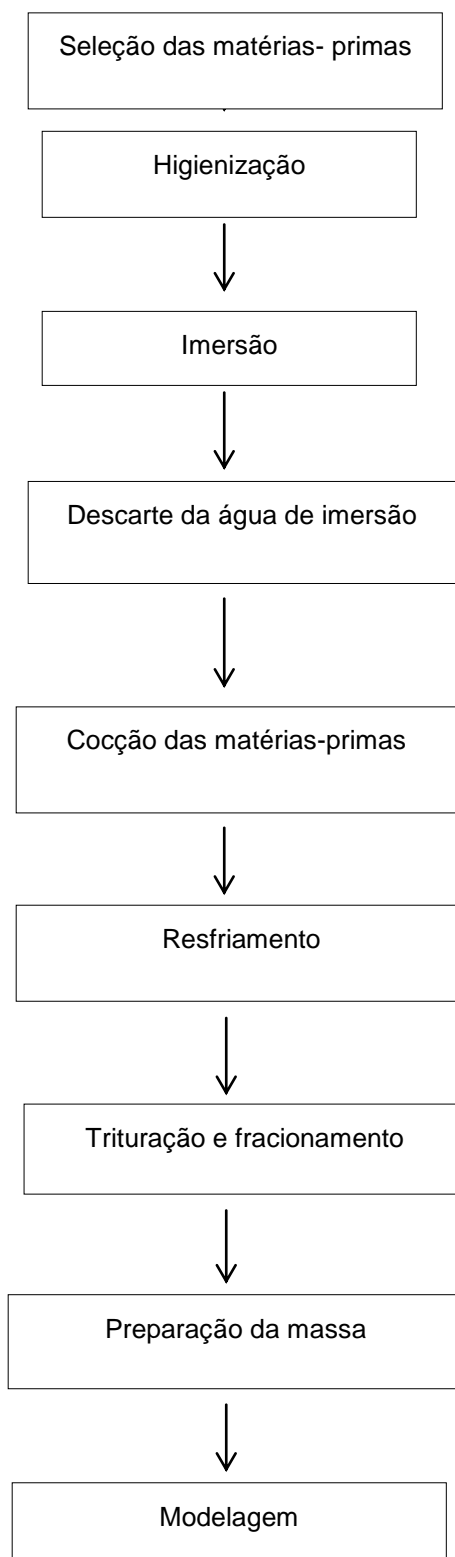 Seleção das matérias- primas
Higienização
Imersão
Descarte da água de imersão
Cocção das matérias-primas
Resfriamento
Trituração e fracionamento
Preparação da massa
Modelagem